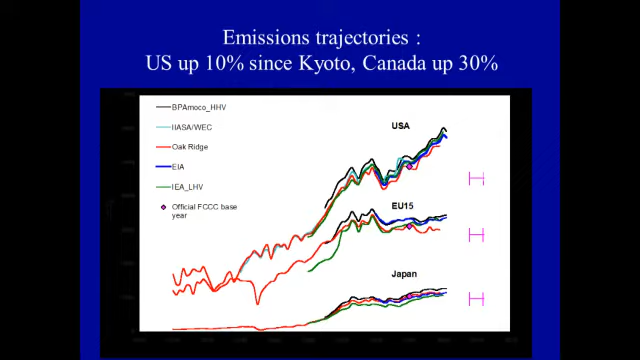 Emissions trajectories :
US up 10% since Kyoto, Canada up 30%
BPAmoco_HHV
IIASA/WEC
Oak Ridge
EIA
IEA_LHV
Official FCCC base
year
USA
EU15
Japan